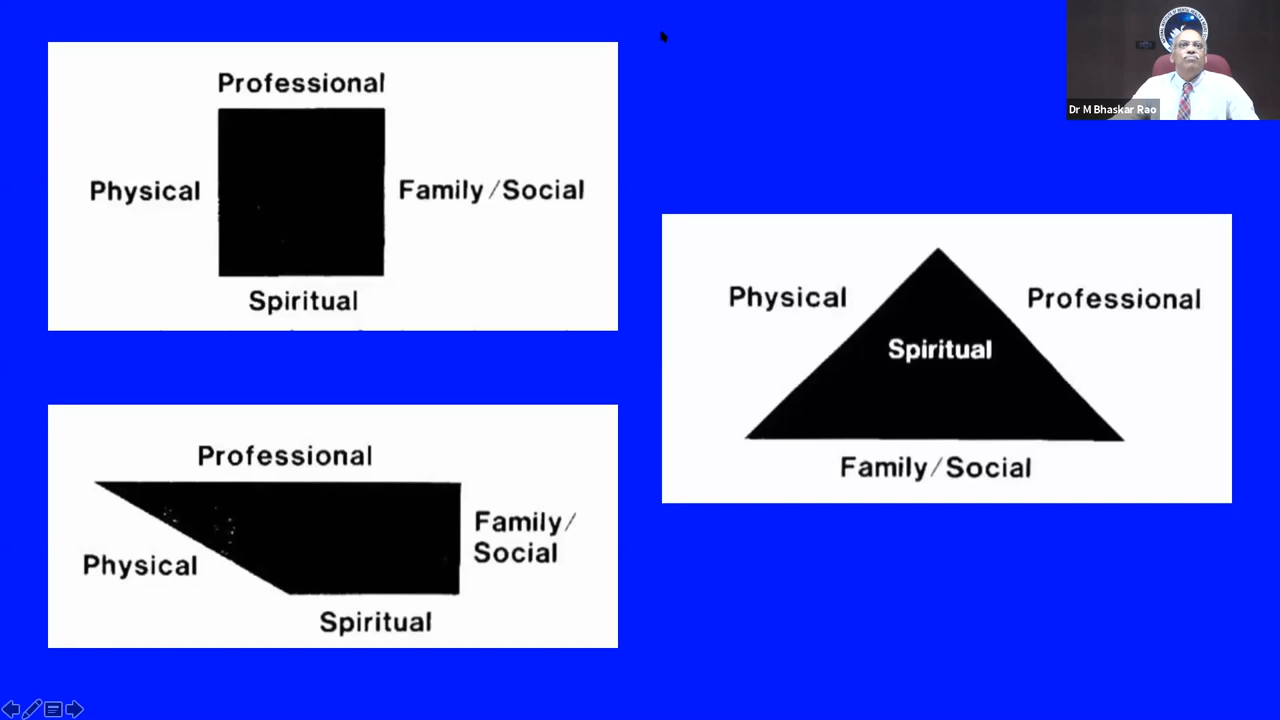 Professional
Physical
Family/Social
Spiritual
Professional
Family/
Social
Physical
Spiritual
Physical
Professional
Spiritual
Family/Social
Dr M Bhaskar Rao